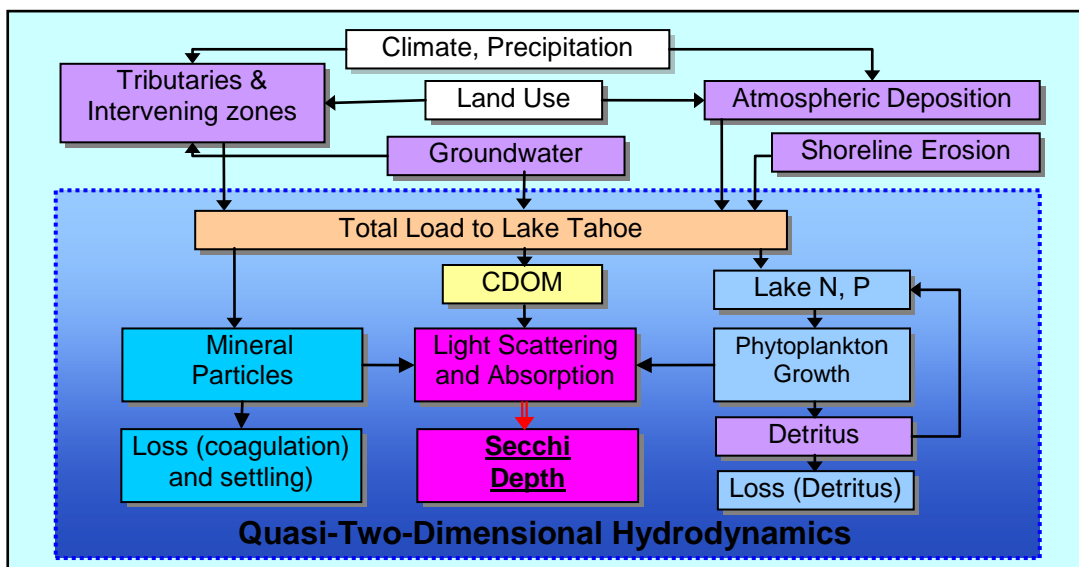 Climate, Precipitation
Tributaries &
Intervening zones
Land Use
Atmospheric Deposition
Groundwater
Shoreline Erosion
Total Load to Lake Tahoe
CDOM
Lake N, P
Mineral
Particles
Light Scattering
and Absorption
Phytoplankton
Growth
Loss (coagulation)
and settling)
Secchi
Depth
Detritus
Loss (Detritus)
Quasi-Two-Dimensional Hydrodynamics